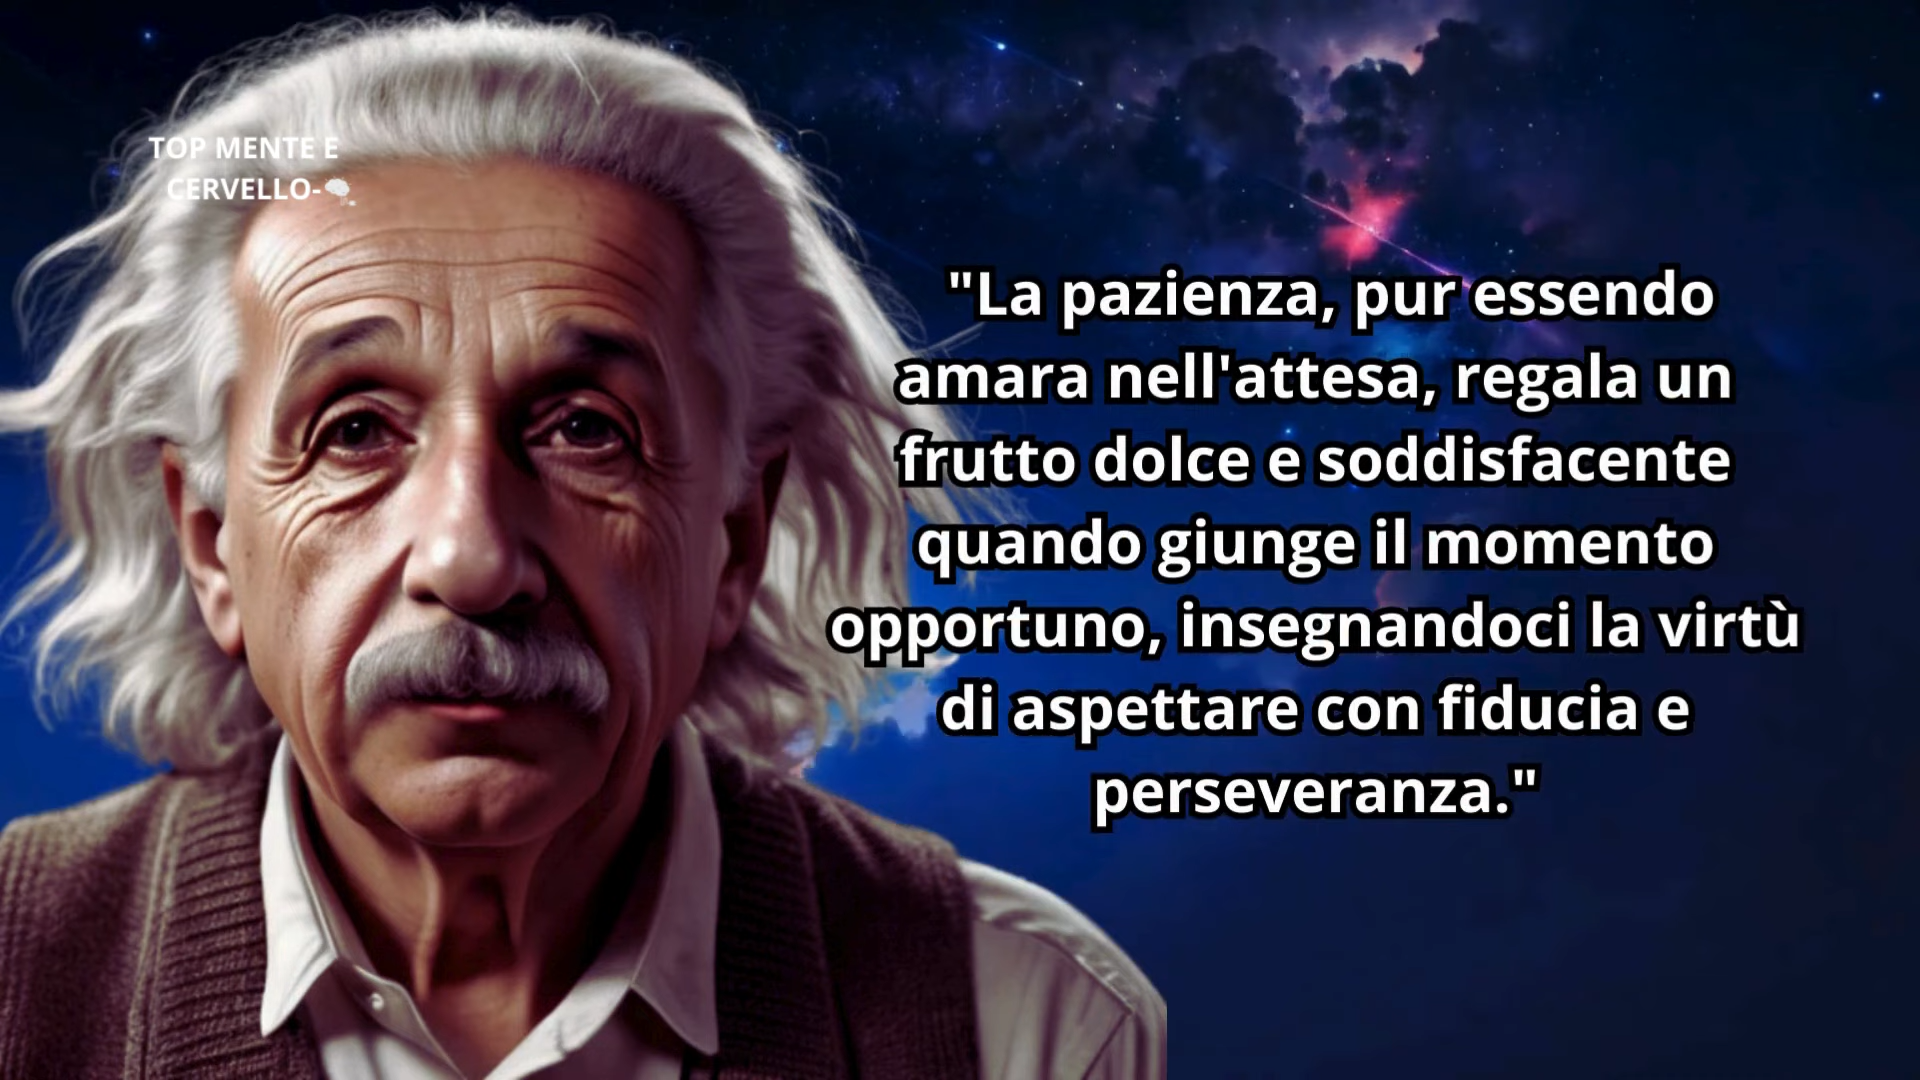 TOP MENTE E
CERVELLO-
"La pazienza, pur essendo
amara nell'attesa, regala un
frutto dolce e soddisfacente
quando giunge il momento
opportuno, insegnandoci la virtù
di aspettare con fiducia e
perseveranza."